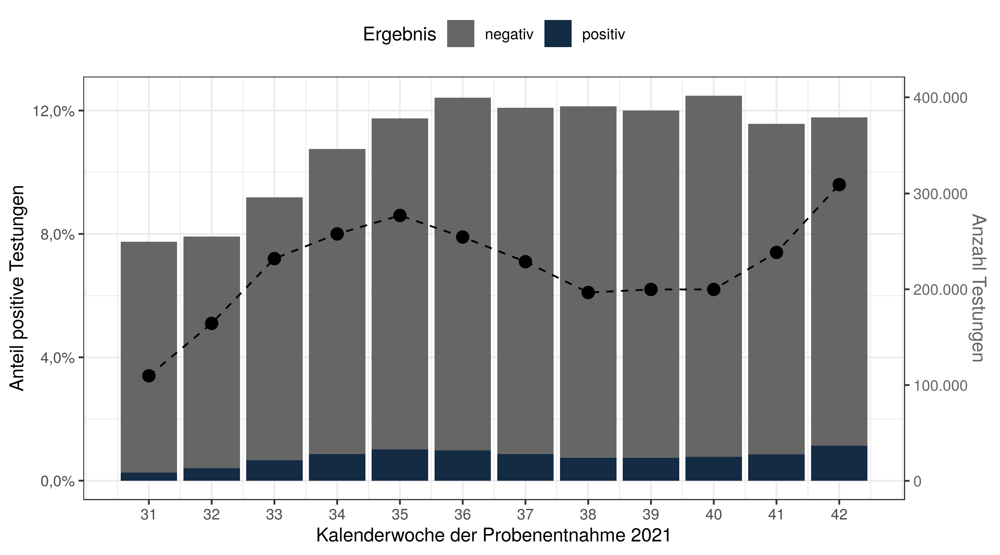 Ergebnis negativ positiv
Anteil positive Testungen
12,0%
8,0%
4,0%
0,0%
400.000
300.000
200.000
100.000
0
Anzahl Testungen
31 32 33 34 35 36 37 38 39 40 41 42
Kalenderwoche der Probenentnahme 2021